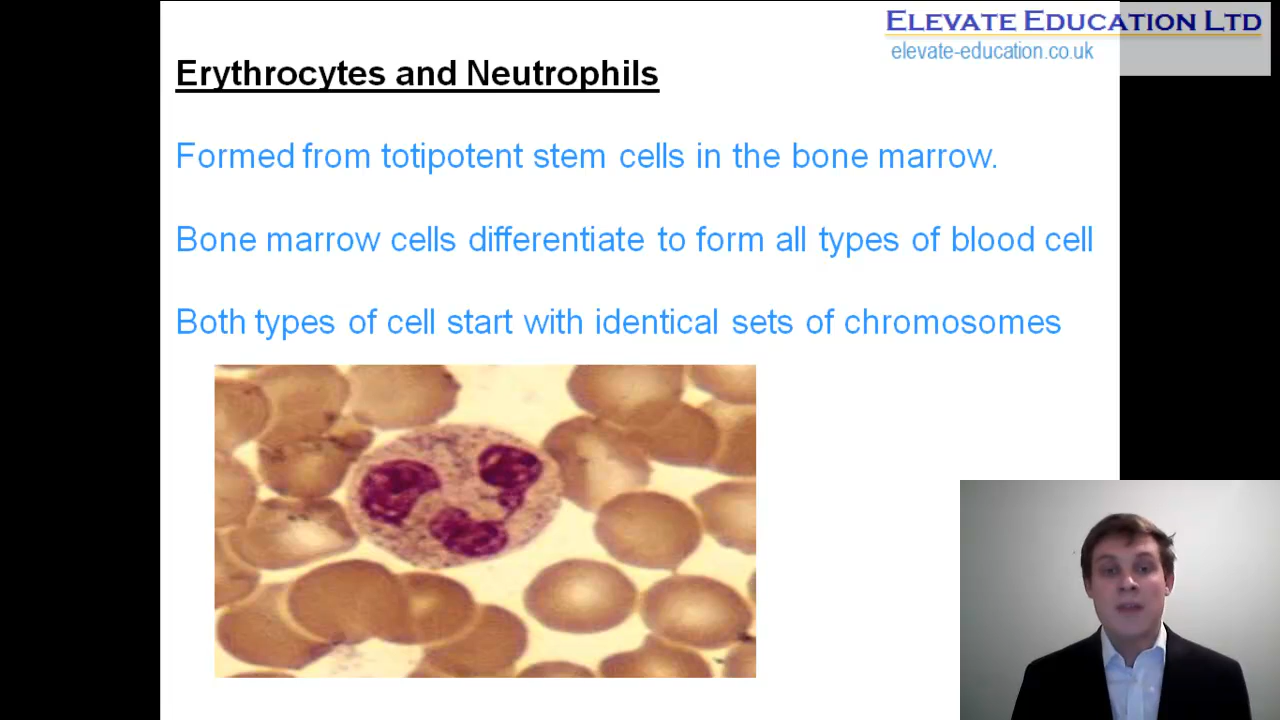 ELEVATE EDUCATION LTD
elevate-education.co.uk
Erythrocytes and Neutrophils
Formed from totipotent stem cells in the bone marrow.
Bone marrow cells differentiate to form all types of blood cell
Both types of cell start with identical sets of chromosomes